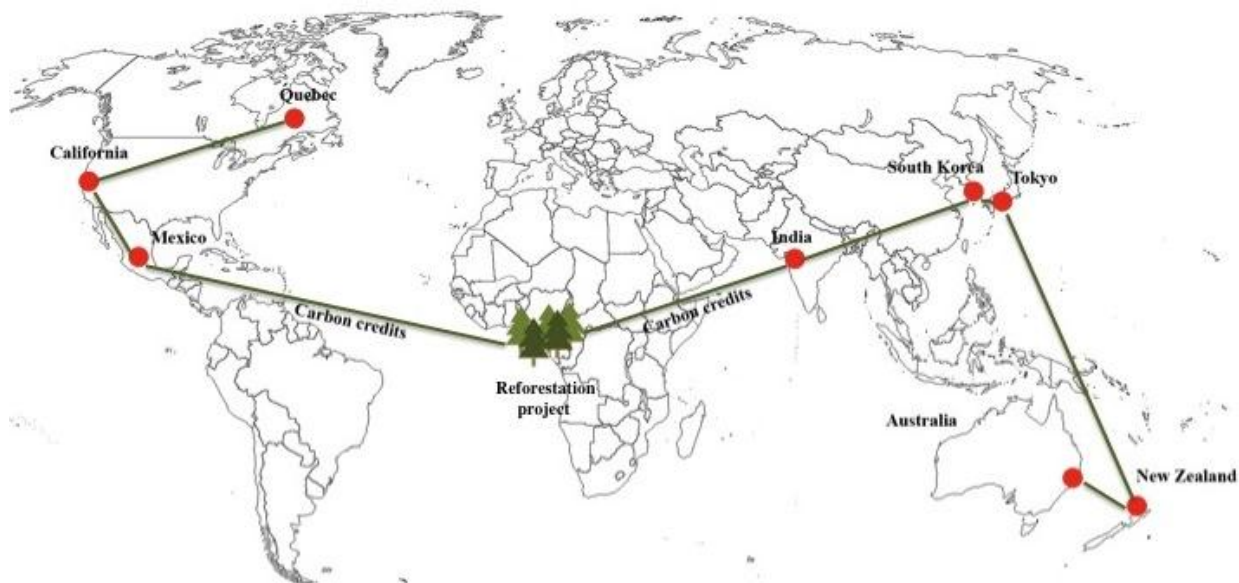 Quebec
California
South Korea
Tokyo
Mexico
India
Carbon credits
Carbon credits
Reforestation
project
Australia
New Zealand